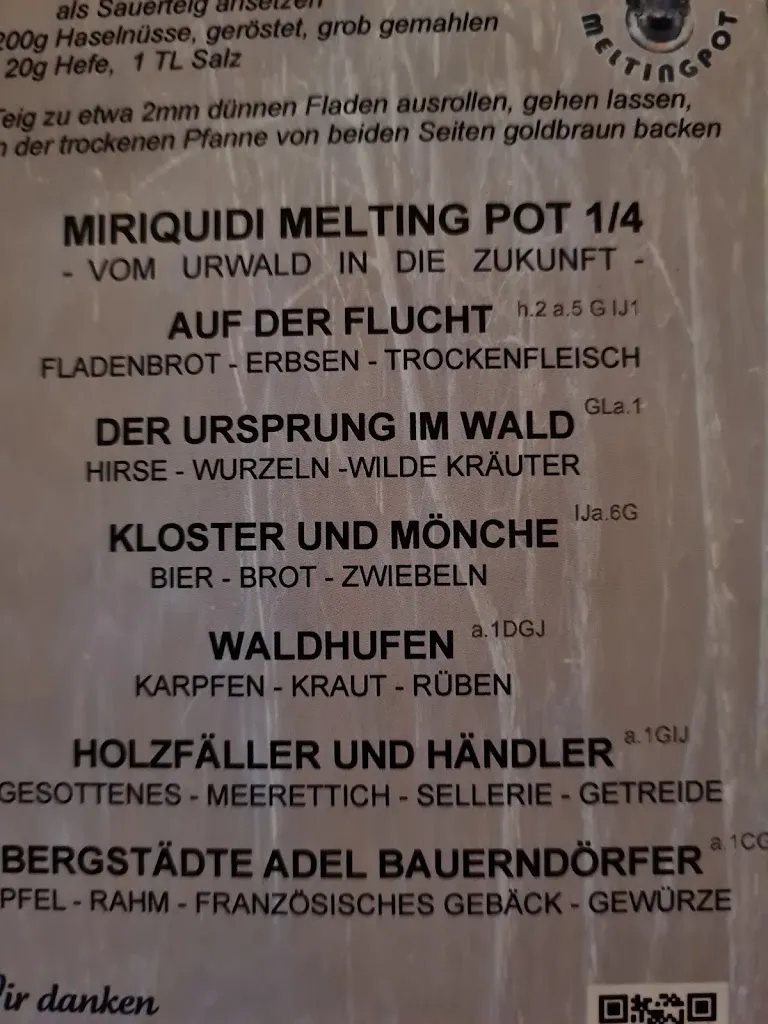 als Sauerteig ansetzen
200g Haselnüsse, geröstet, grob gemahlen
20g Hefe, 1 TL Salz
MELTINGPOT
Teig zu etwa 2mm dünnen Fladen ausrollen, gehen lassen,
der trockenen Pfanne von beiden Seiten goldbraun backen
MIRIQUIDI MELTING POT 1/4
- VOM URWALD IN DIE ZUKUNFT -
AUF DER FLUCHT h.2 a.5 G IJ1
FLADENBROT - ERBSEN - TROCKENFLEISCH
DER URSPRUNG IM WALD GLa.1
HIRSE - WURZELN -WILDE KRÄUTER
KLOSTER UND MÖNCHE IJa.6G
BIER - BROT - ZWIEBELN
WALDHUFEN a.1DGJ
KARPFEN - KRAUT - RÜBEN
HOLZFÄLLER UND HÄNDLER a.1GIJ
GESOTTENES - MEERETTICH - SELLERIE - GETREIDE
BERGSTÄDTE ADEL BAUERNDÖRFER a.1CG
PFEL - RAHM - FRANZÖSISCHES GEBÄCK - GEWÜRZE
Wir danken